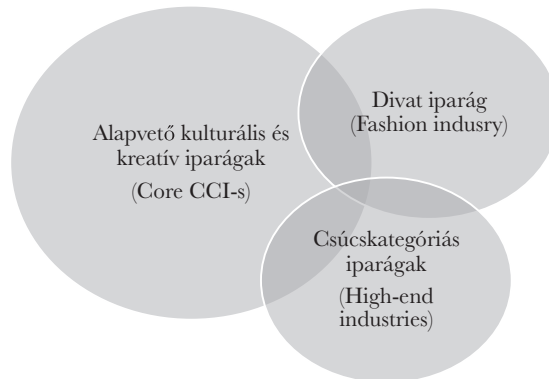 Alapvető kulturális és
kreatív iparágak
(Core CCI-s)
Divat iparág
(Fashion indusry)
Csúcskategóriás
iparágak
(High-end
industries)